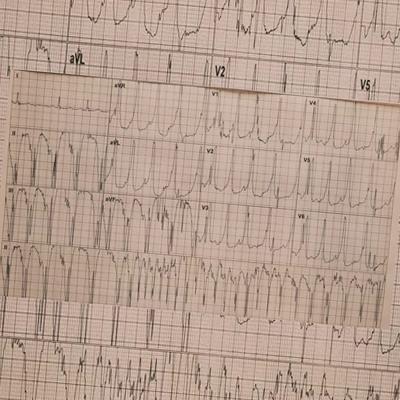 aVL V2 V5
I aVR V1 V4
II aVL V2 V5
III aVF V3 V6
II